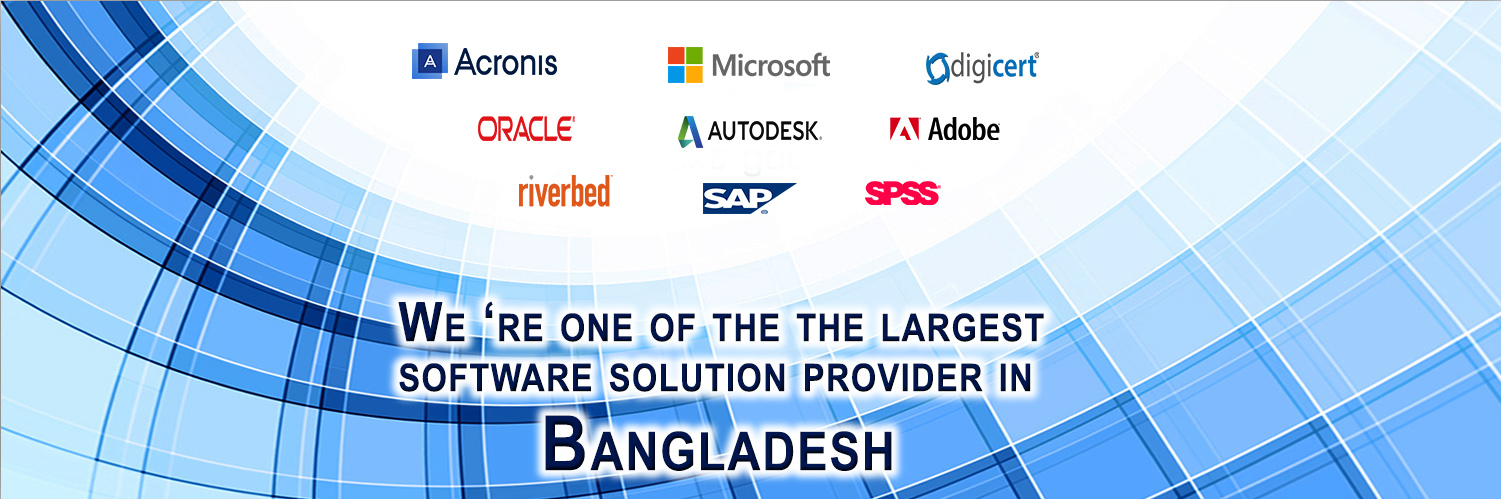 A Acronis
Microsoft
digicert®
ORACLE®
AUTODESK®
Adobe
riverbed™
SAP®
SPSS®
We ‘re one of the the largest
software solution provider in
Bangladesh